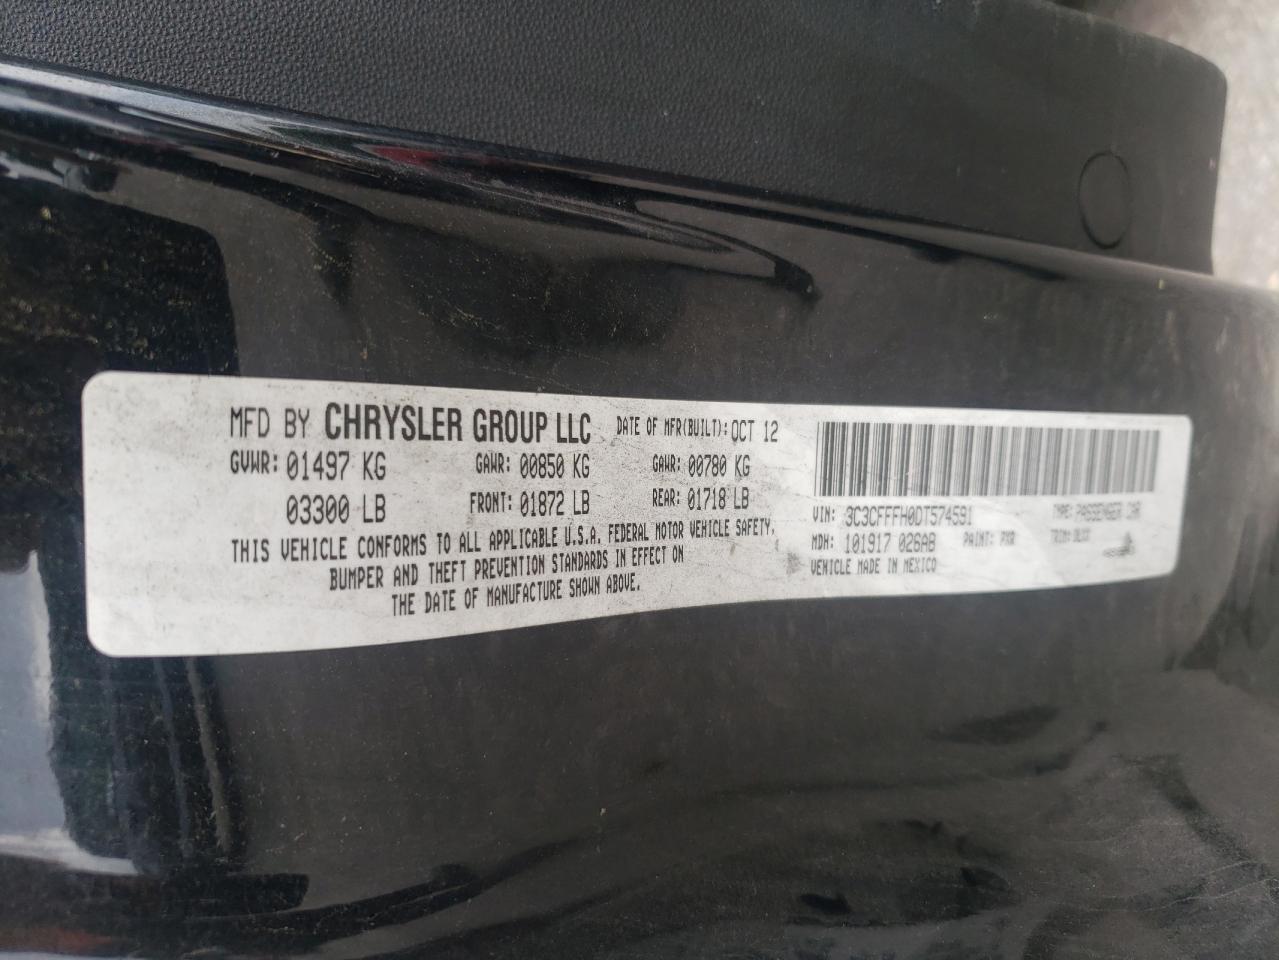 MFD BY CHRYSLER GROUP LLC DATE OF MFR(BUILT): OCT 12
GVWR: 01497 KG GAWR: 00850 KG GAWR: 00780 KG
03300 LB FRONT: 01872 LB REAR: 01718 LB
THIS VEHICLE CONFORMS TO ALL APPLICABLE U.S.A. FEDERAL MOTOR VEHICLE SAFETY,
BUMPER AND THEFT PREVENTION STANDARDS IN EFFECT ON
THE DATE OF MANUFACTURE SHOWN ABOVE.
VIN: 3C3CFFFH0DT574591 TYPE: PASSENGER CAR
MDH: 101917 026AB PAINT: PXR TRIM:
VEHICLE MADE IN MEXICO